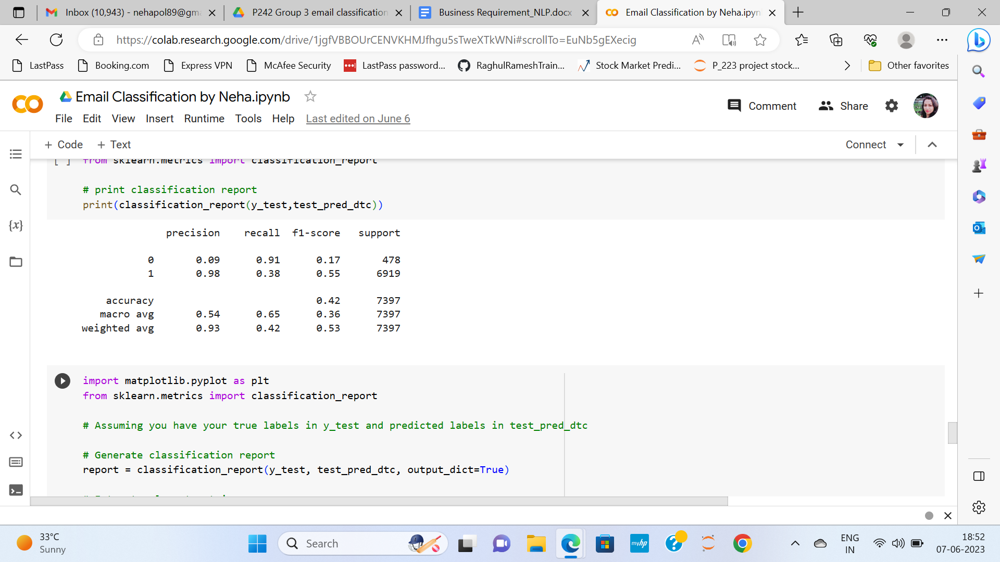 Inbox (10,943) - nehapol89@gma
P242 Group 3 email classification
Business Requirement_NLP.docx
Email Classification by Neha.ipyn
https://colab.research.google.com/drive/1jgfVBBOUrCENVKHMJfhgu5sTweXTkWNi#scrollTo=EuNb5gEXecig
LastPass
Booking.com
Express VPN
McAfee Security
LastPass password...
RaghulRameshTrain...
Stock Market Predi...
P_223 project stock...
Other favorites
Email Classification by Neha.ipynb
Comment
Share
File Edit View Insert Runtime Tools Help Last edited on June 6
+ Code + Text
Connect
[ ] from sklearn.metrics import classification_report
# print classification report
print(classification_report(y_test,test_pred_dtc))
precision recall f1-score support
0 0.09 0.91 0.17 478
1 0.98 0.38 0.55 6919
accuracy 0.42 7397
macro avg 0.54 0.65 0.36 7397
weighted avg 0.93 0.42 0.53 7397
import matplotlib.pyplot as plt
from sklearn.metrics import classification_report
# Assuming you have your true labels in y_test and predicted labels in test_pred_dtc
# Generate classification report
report = classification_report(y_test, test_pred_dtc, output_dict=True)
33°C
Sunny
Search
myhp
ENG
IN
18:52
07-06-2023